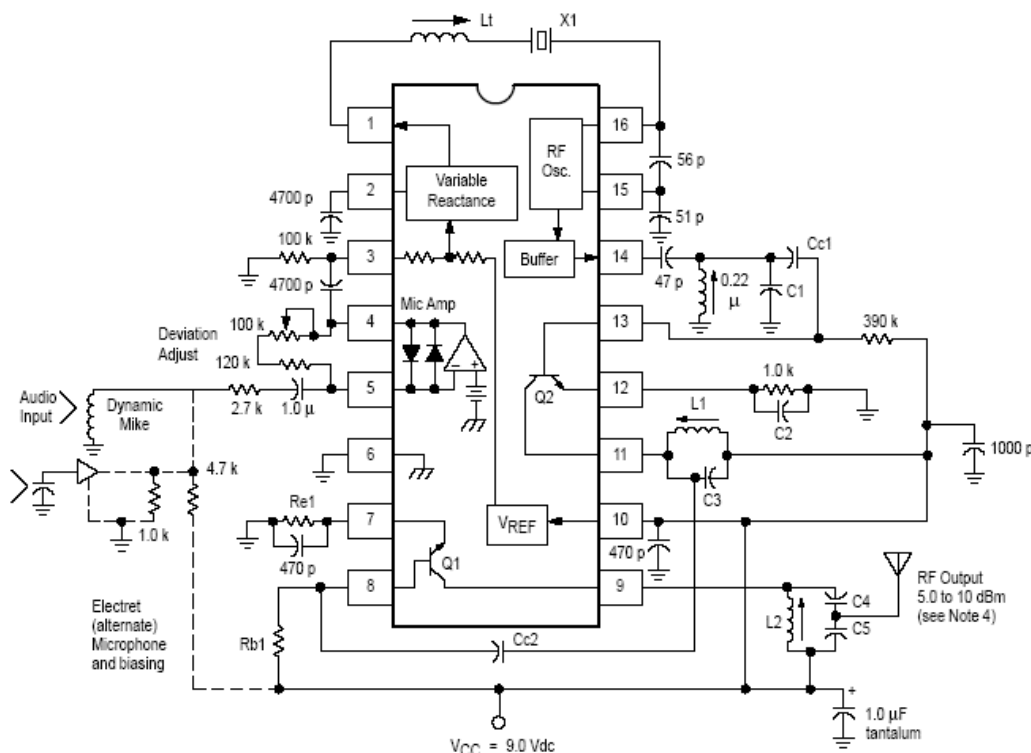 Lt
X1
1
16
RF
Osc.
56 p
Variable
Reactance
4700 p
2
15
51 p
100 k
3
Buffer
14
Cc1
47 p
0.22
μ
C1
4700 p
Mic Amp
100 k
4
13
390 k
Deviation
Adjust
120 k
Audio
Input
Dynamic
Mike
2.7 k
1.0 μ
5
− +
Q2
12
1.0 k
C2
L1
4.7 k
6
11
C3
1000 p
1.0 k
Re1
7
470 p
VREF
10
470 p
Q1
8
9
RF Output
5.0 to 10 dBm
(see Note 4)
C4
C5
L2
Electret
(alternate)
Microphone
and biasing
Rb1
Cc2
+
1.0 μF
tantalum
VCC = 9.0 Vdc